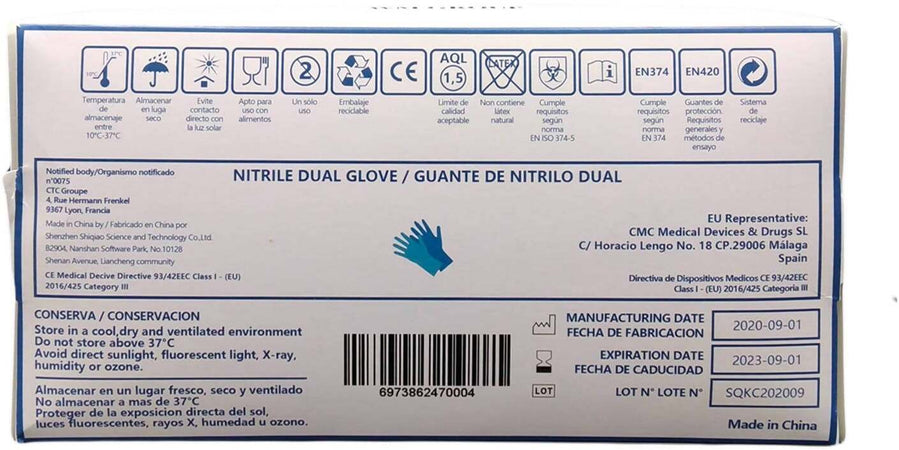 37°C
10°C
2
CE
AQL
1,5
LATEX
i
EN374
EN420
Temperatura
de
almacenaje
entre
10°C-37°C
Almacenar
en luga
seco
Evite
contacto
directo con
la luz solar
Apto para
uso con
alimentos
Un sólo
uso
Embalaje
reciclable
Limite de
calidad
aceptable
Non contiene
látex
natural
Cumple
requisitos
según
norma
EN ISO 374-5
Cumple
requisitos
según
norma
EN 374
Guantes de
protección.
Requisitos
generales y
métodos de
ensayo
Sistema
de
reciclaje
Notified body/Organismo notificado
n°0075
CTC Groupe
4, Rue Hermann Frenkel
9367 Lyon, Francia
Made in China by / Fabricado en China por
Shenzhen Shiqiao Science and Technology Co.,Ltd.
B2904, Nanshan Software Park, No.10128
Shenan Avenue, Liancheng community
CE Medical Decive Directive 93/42EEC Class I - (EU)
2016/425 Category III
NITRILE DUAL GLOVE / GUANTE DE NITRILO DUAL
EU Representative:
CMC Medical Devices & Drugs SL
C/ Horacio Lengo No. 18 CP.29006 Málaga
Spain
Directiva de Dispositivos Medicos CE 93/42EEC
Class I - (EU) 2016/425 Categoria III
CONSERVA / CONSERVACION
Store in a cool,dry and ventilated environment
Do not store above 37°C
Avoid direct sunlight, fluorescent light, X-ray,
humidity or ozone.
Almacenar en un lugar fresco, seco y ventilado
No almacenar a mas de 37°C
Proteger de la exposicion directa del sol,
luces fluorescentes, rayos X, humedad u ozono.
6973862470004
MANUFACTURING DATE
FECHA DE FABRICACION
2020-09-01
EXPIRATION DATE
FECHA DE CADUCIDAD
2023-09-01
LOT
LOT N° LOTE N°
SQKC202009
Made in China